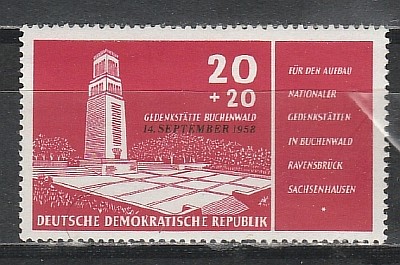 20
+ 20
GEDENKSTÄTTE BUCHENWALD
14. SEPTEMBER 1958
DEUTSCHE DEMOKRATISCHE REPUBLIK
FÜR DEN AUFBAU
NATIONALER
GEDENKSTÄTTEN
IN BUCHENWALD
RAVENSBRÜCK
SACHSENHAUSEN
*